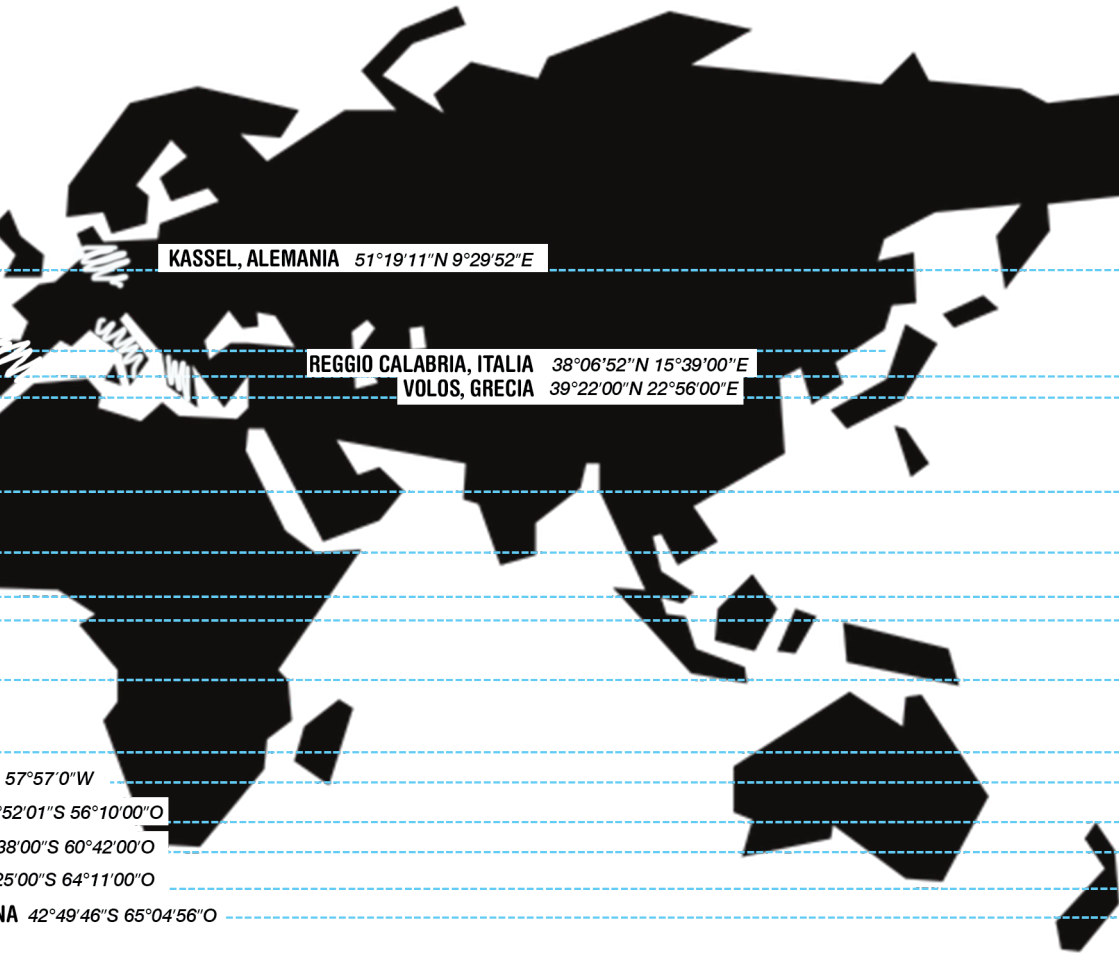 KASSEL, ALEMANIA 51°19'11"N 9°29'52"E
REGGIO CALABRIA, ITALIA 38°06'52"N 15°39'00"E
VOLOS, GRECIA 39°22'00"N 22°56'00"E
57°57'0"W
°52'01"S 56°10'00"O
38'00"S 60°42'00'O
25'00"S 64°11'00"O
NA 42°49'46"S 65°04'56"O